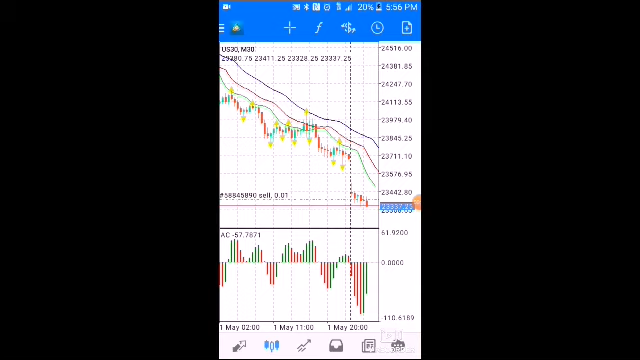 20% 5:56 PM
US30, M30
23380.75 23411.25 23328.25 23337.25
24516.00
24381.85
24247.70
24113.55
23979.40
23845.25
23711.10
23576.95
23442.80
#58845890 sell, 0.01
23337.25
AC -57.7871
61.9200
0.0000
-110.6189
1 May 02:00
1 May 11:00
1 May 20:00